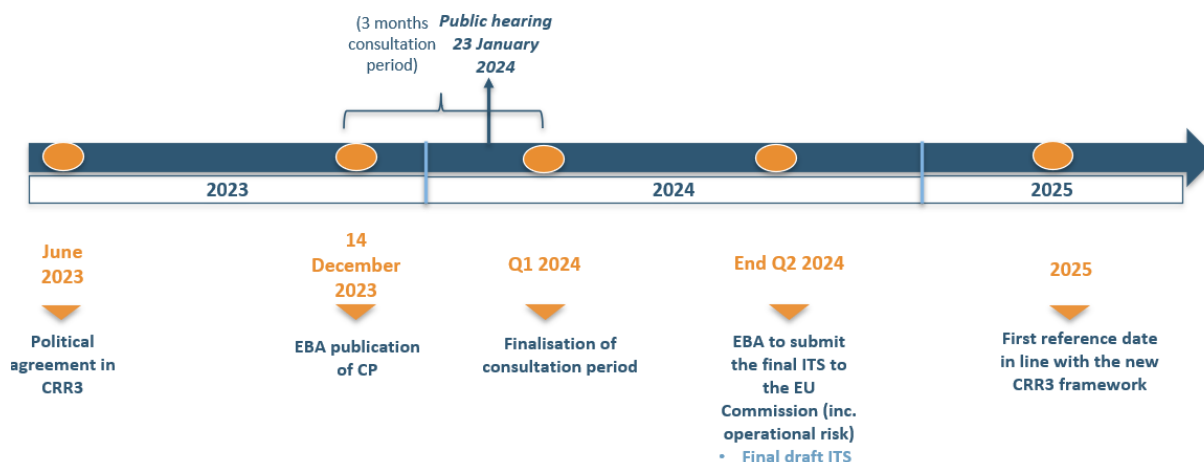 (3 months
consultation
period)
Public hearing
23 January
2024
2023
2024
2025
June
2023
Political
agreement in
CRR3
14
December
2023
EBA publication
of CP
Q1 2024
Finalisation of
consultation period
End Q2 2024
EBA to submit
the final ITS to
the EU
Commission (inc.
operational risk)
• Final draft ITS
2025
First reference date
in line with the new
CRR3 framework